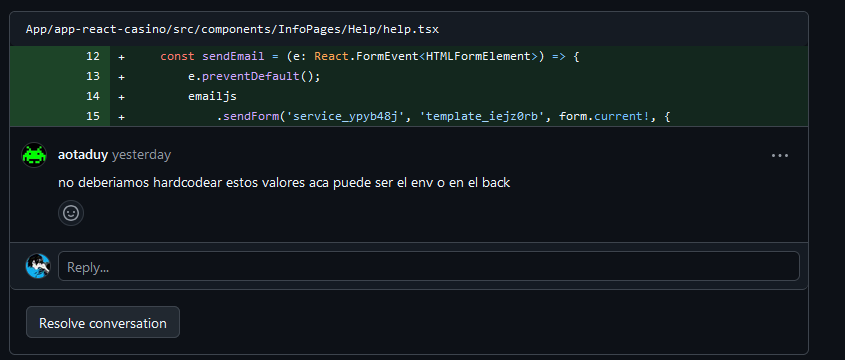 App/app-react-casino/src/components/InfoPages/Help/help.tsx
12 + const sendEmail = (e: React.FormEvent<HTMLFormElement>) => {
13 + e.preventDefault();
14 + emailjs
15 + .sendForm('service_ypyb48j', 'template_iejz0rb', form.current!, {
aotaduy yesterday
no deberiamos hardcodear estos valores aca puede ser el env o en el back
Reply...
Resolve conversation